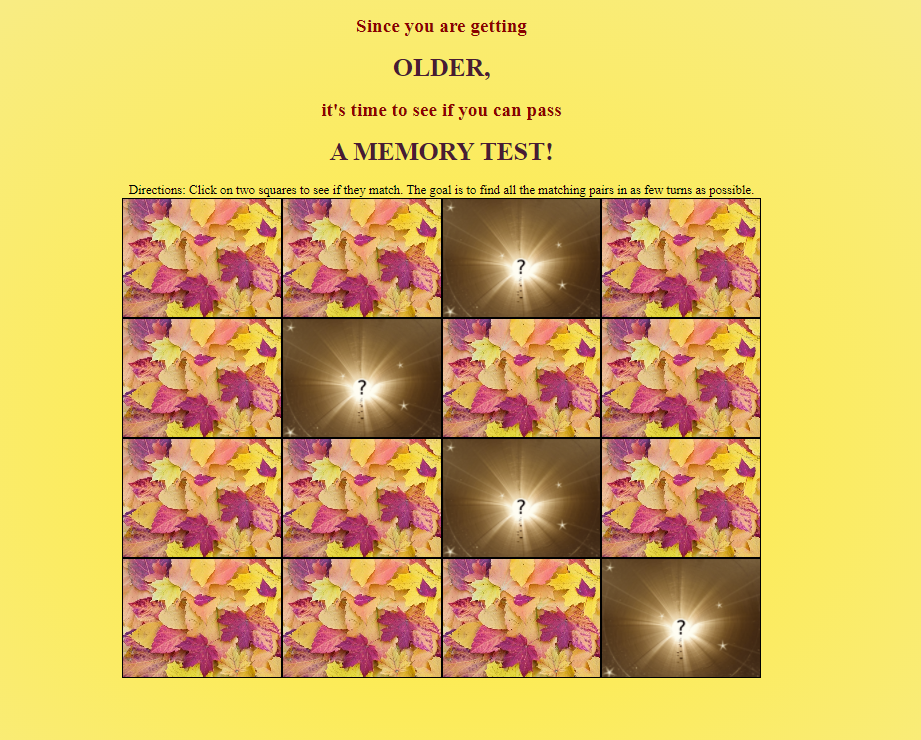 Since you are getting
OLDER,
it's time to see if you can pass
A MEMORY TEST!
Directions: Click on two squares to see if they match. The goal is to find all the matching pairs in as few turns as possible.
?
?
?
?